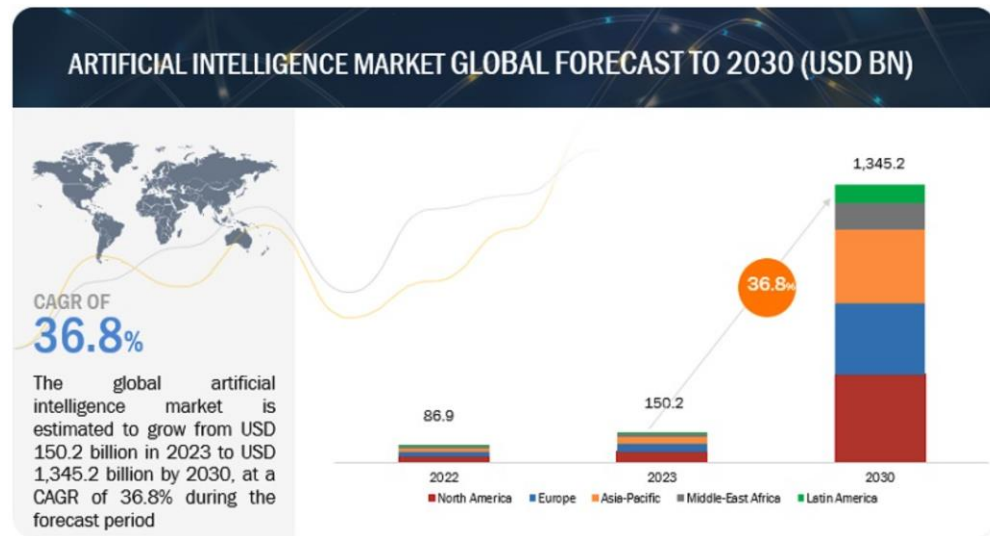 ARTIFICIAL INTELLIGENCE MARKET GLOBAL FORECAST TO 2030 (USD BN)
CAGR OF
36.8%
The global artificial
intelligence market is
estimated to grow from USD
150.2 billion in 2023 to USD
1,345.2 billion by 2030, at a
CAGR of 36.8% during the
forecast period
1,345.2
36.8%
150.2
86.9
2022 2023 2030
North America Europe Asia-Pacific Middle-East Africa Latin America